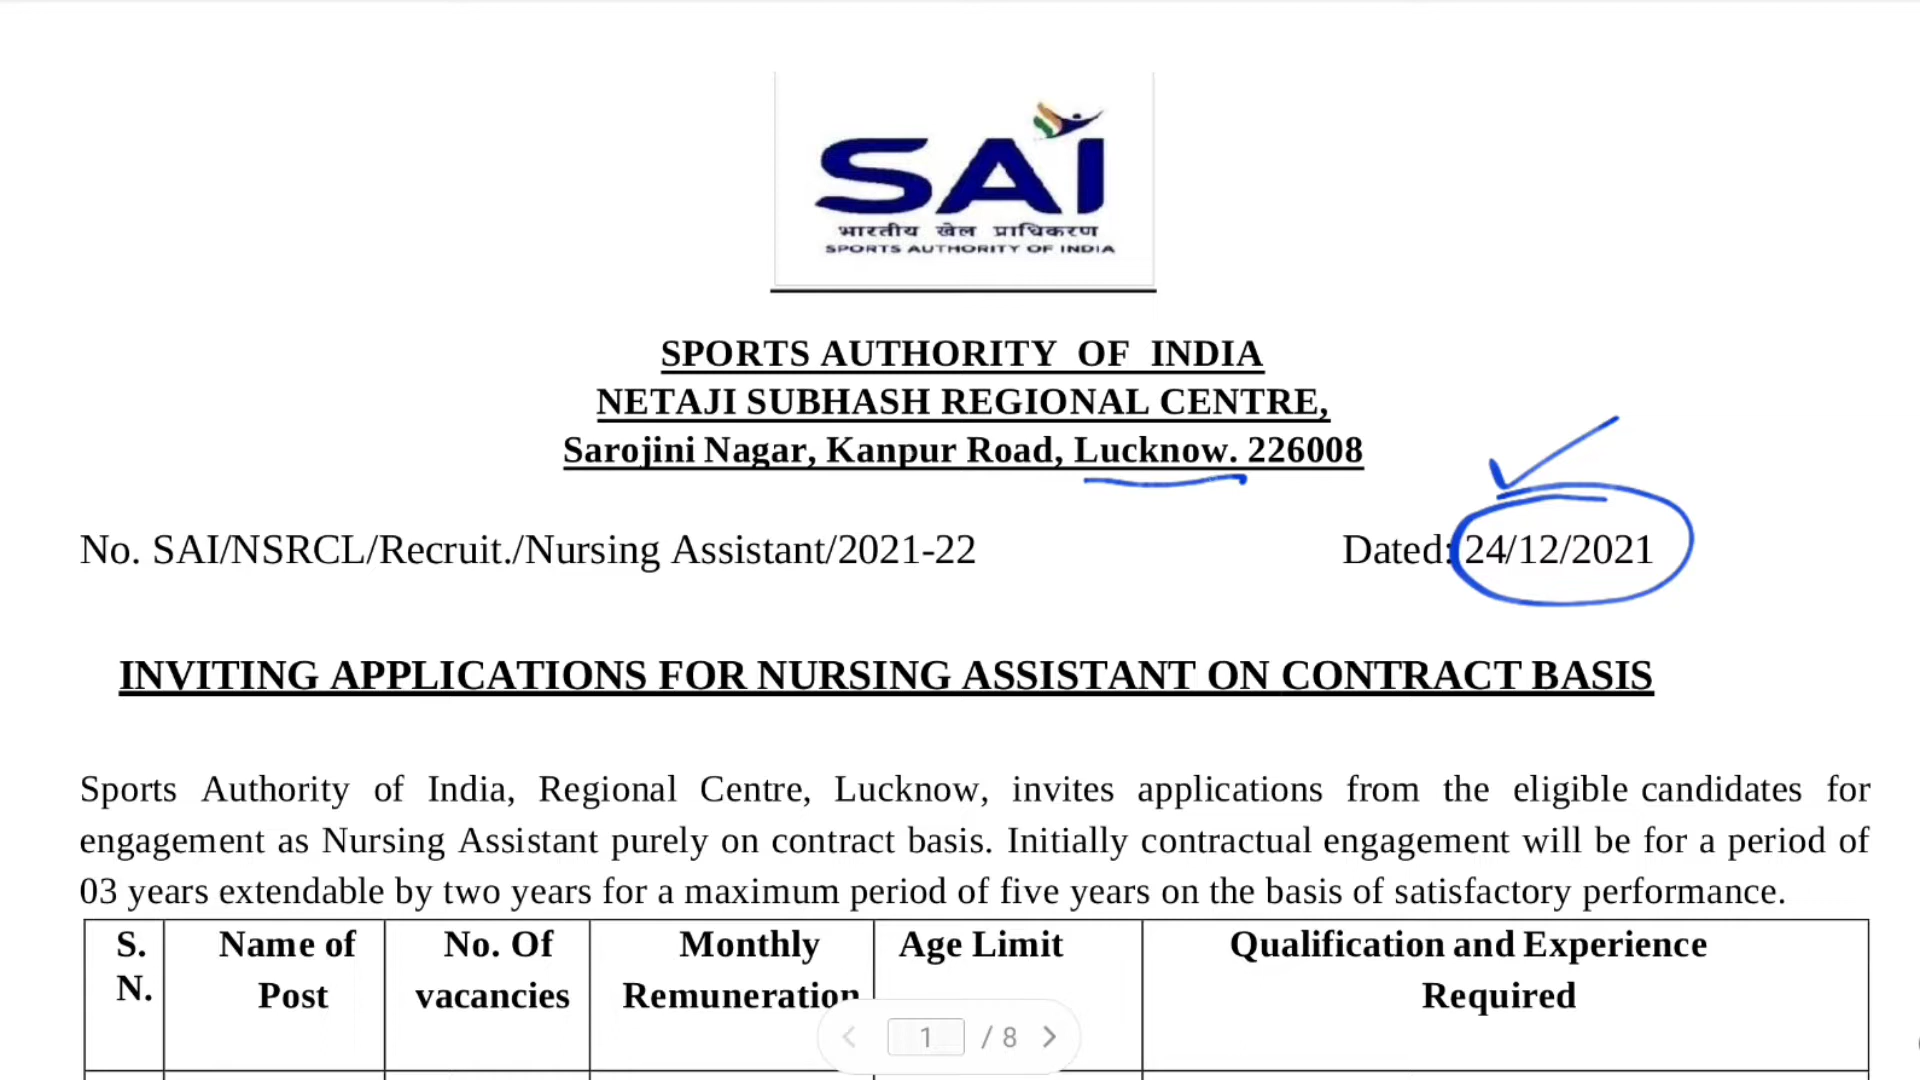 SAI
भारतीय खेल प्राधिकरण
SPORTS AUTHORITY OF INDIA
SPORTS AUTHORITY OF INDIA
NETAJI SUBHASH REGIONAL CENTRE,
Sarojini Nagar, Kanpur Road, Lucknow. 226008
No. SAI/NSRCL/Recruit./Nursing Assistant/2021-22 Dated: 24/12/2021
INVITING APPLICATIONS FOR NURSING ASSISTANT ON CONTRACT BASIS
Sports Authority of India, Regional Centre, Lucknow, invites applications from the eligible candidates for
engagement as Nursing Assistant purely on contract basis. Initially contractual engagement will be for a period of
03 years extendable by two years for a maximum period of five years on the basis of satisfactory performance.
S. Name of No. Of Monthly Age Limit Qualification and Experience
N. Post vacancies Remuneration Required
1 / 8